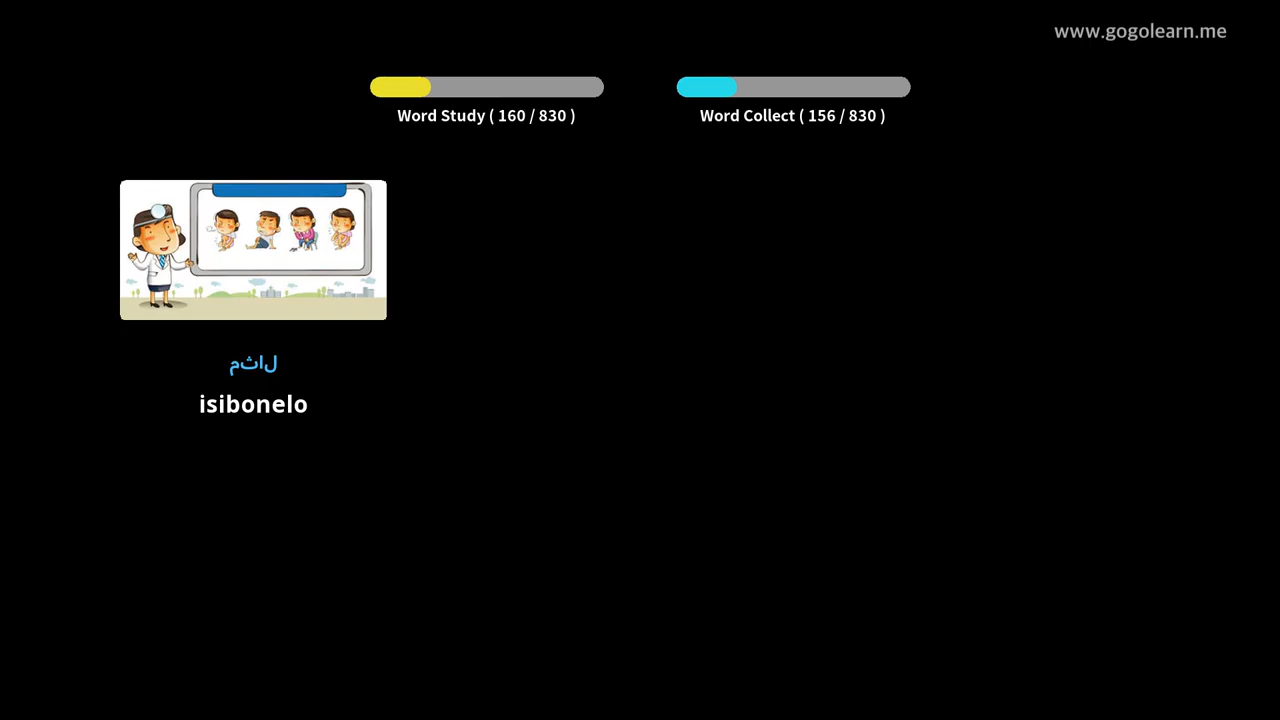 www.gogolearn.me
Word Study ( 160 / 830 )
Word Collect ( 156 / 830 )
مثال
isibonelo